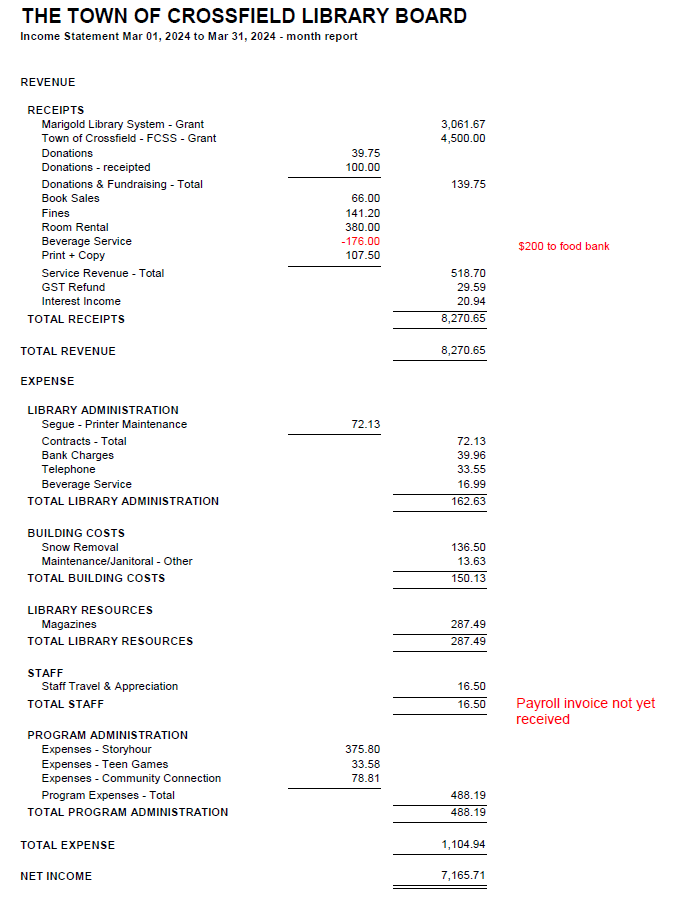 THE TOWN OF CROSSFIELD LIBRARY BOARD
Income Statement Mar 01, 2024 to Mar 31, 2024 - month report
REVENUE
RECEIPTS
Marigold Library System - Grant 3,061.67
Town of Crossfield - FCSS - Grant 4,500.00
Donations 39.75
Donations - receipted 100.00
Donations & Fundraising - Total 139.75
Book Sales 66.00
Fines 141.20
Room Rental 380.00
Beverage Service -176.00 $200 to food bank
Print + Copy 107.50
Service Revenue - Total 518.70
GST Refund 29.59
Interest Income 20.94
TOTAL RECEIPTS 8,270.65
TOTAL REVENUE 8,270.65
EXPENSE
LIBRARY ADMINISTRATION
Segue - Printer Maintenance 72.13
Contracts - Total 72.13
Bank Charges 39.96
Telephone 33.55
Beverage Service 16.99
TOTAL LIBRARY ADMINISTRATION 162.63
BUILDING COSTS
Snow Removal 136.50
Maintenance/Janitoral - Other 13.63
TOTAL BUILDING COSTS 150.13
LIBRARY RESOURCES
Magazines 287.49
TOTAL LIBRARY RESOURCES 287.49
STAFF
Staff Travel & Appreciation 16.50
TOTAL STAFF 16.50 Payroll invoice not yet
received
PROGRAM ADMINISTRATION
Expenses - Storyhour 375.80
Expenses - Teen Games 33.58
Expenses - Community Connection 78.81
Program Expenses - Total 488.19
TOTAL PROGRAM ADMINISTRATION 488.19
TOTAL EXPENSE 1,104.94
NET INCOME 7,165.71